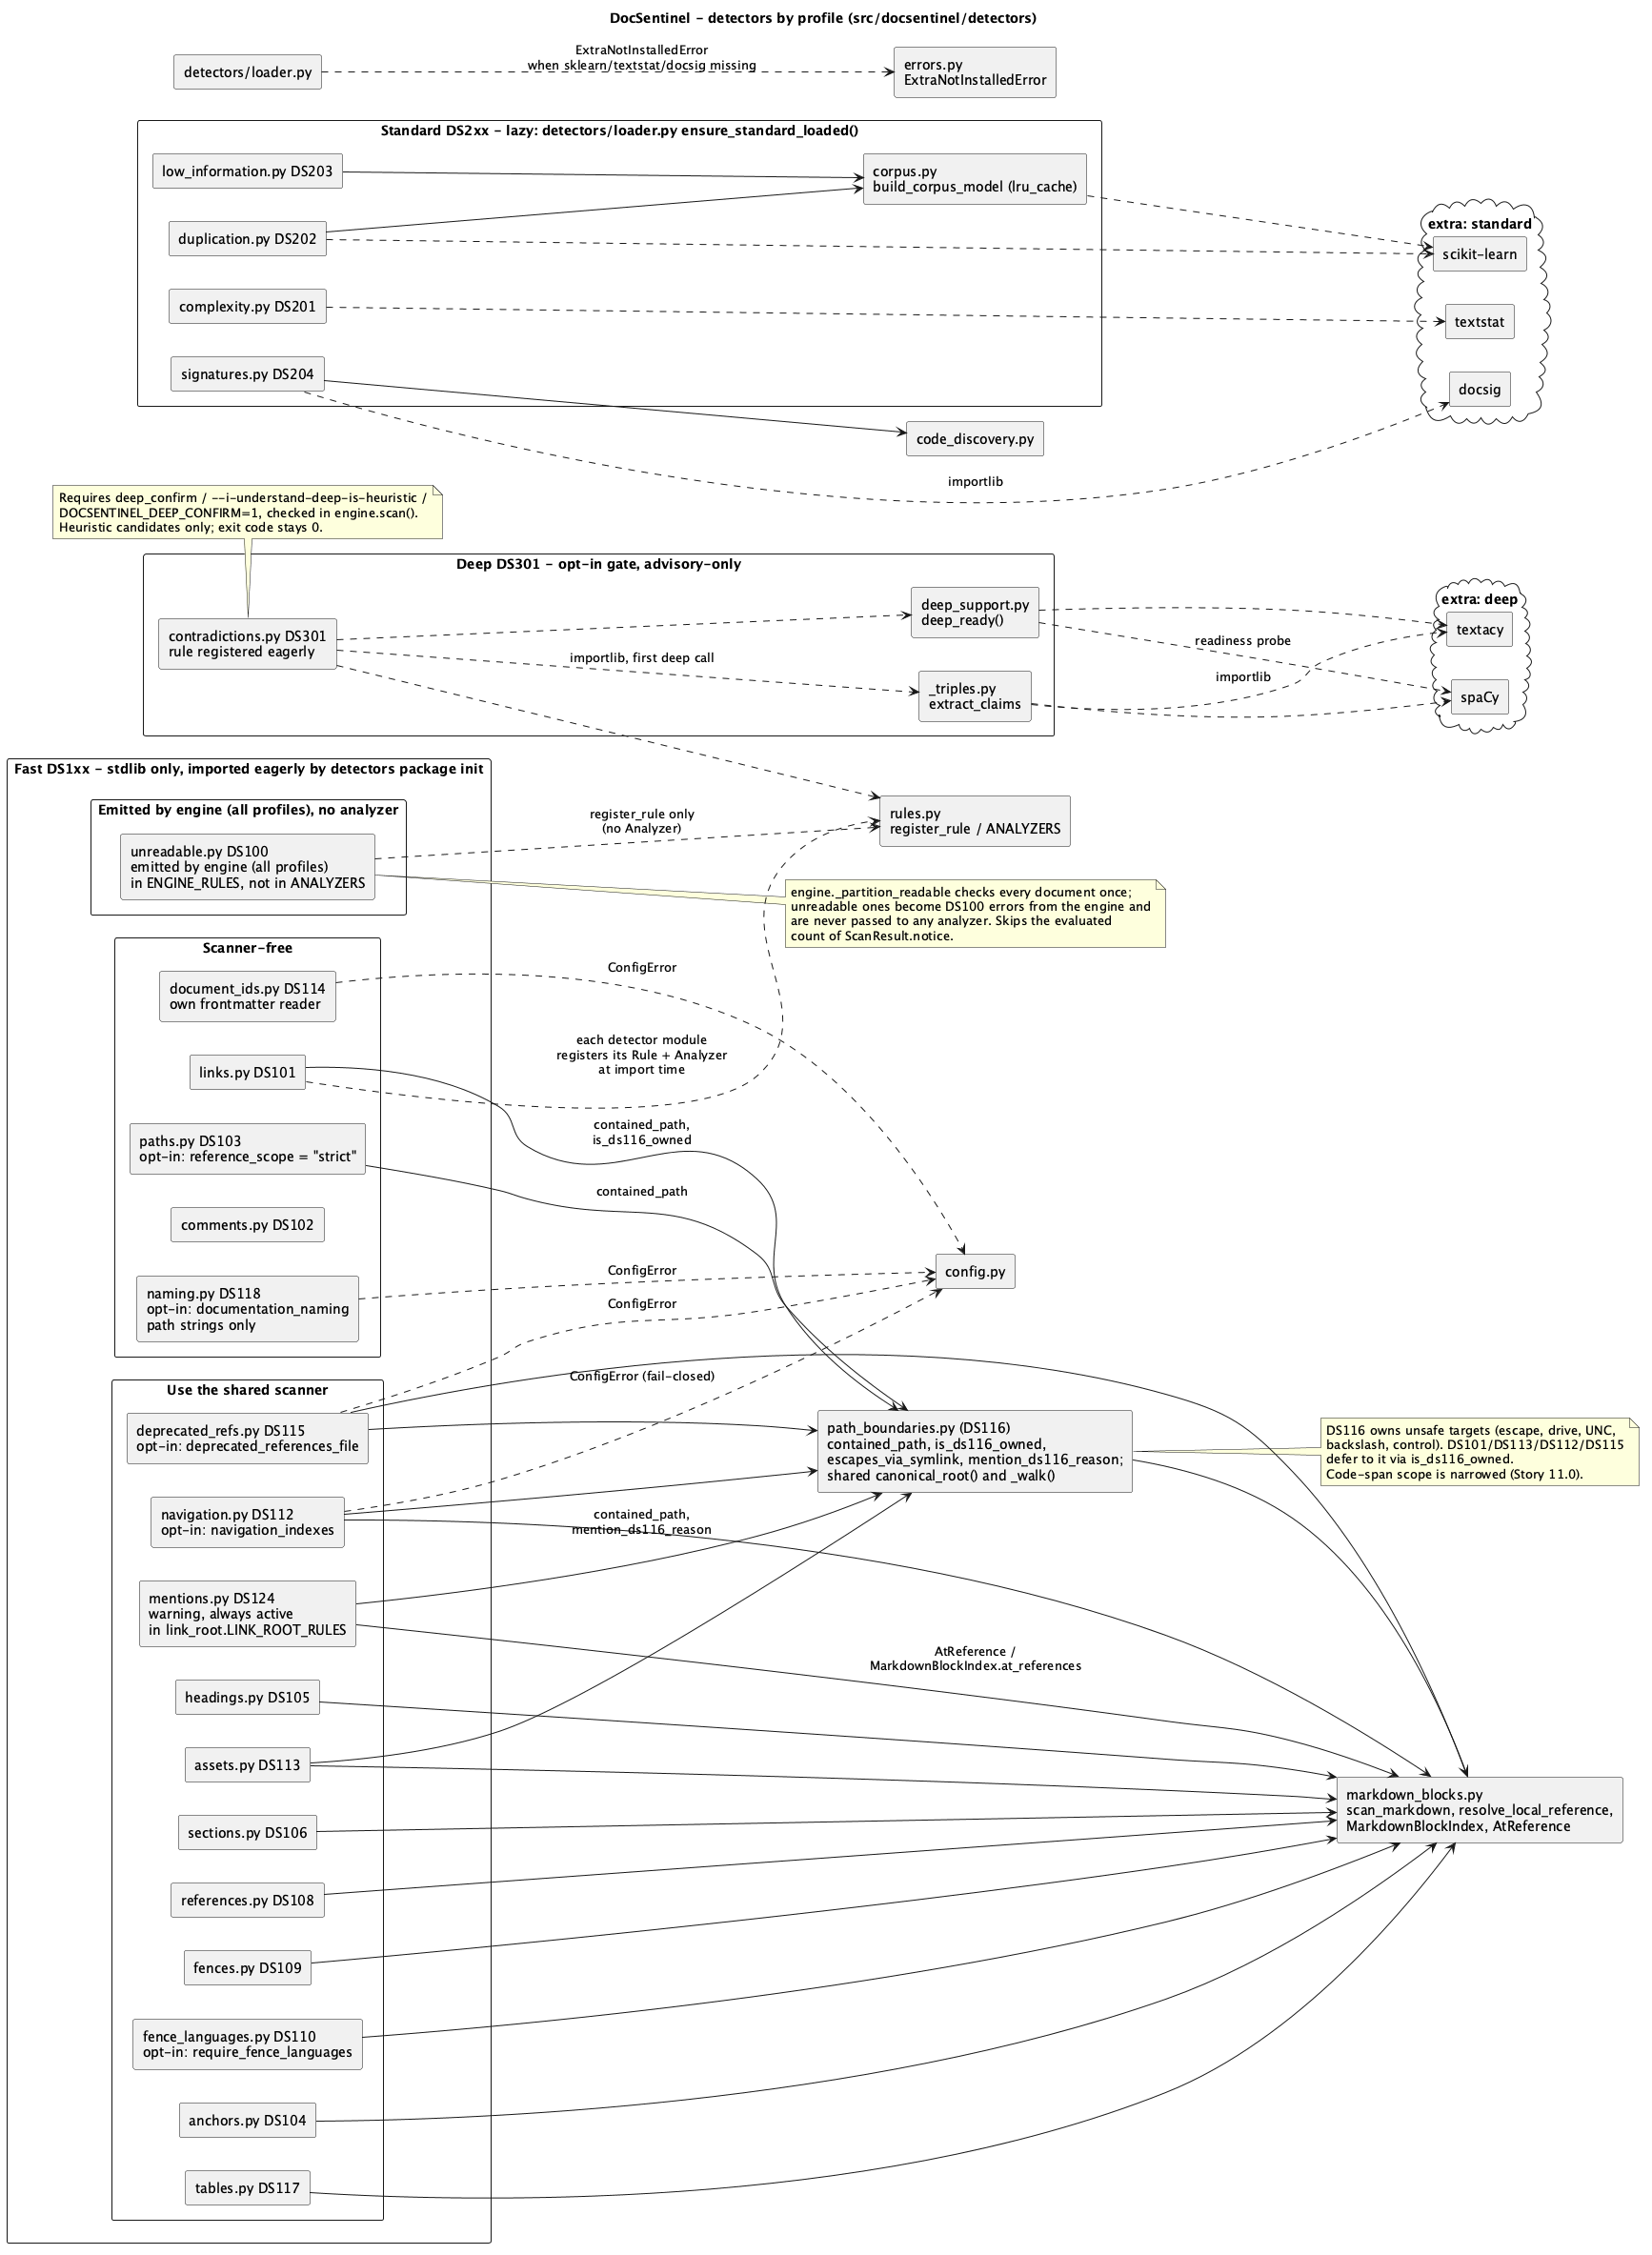 DocSentinel – detectors by profile (src/docsentinel/detectors)
detectors/loader.py
ExtraNotInstalledError
when sklearn/textstat/docsig missing
errors.py
ExtraNotInstalledError
Standard DS2xx – lazy: detectors/loader.py ensure_standard_loaded()
low_information.py DS203
corpus.py
build_corpus_model (lru_cache)
duplication.py DS202
complexity.py DS201
signatures.py DS204
extra: standard
scikit-learn
textstat
docsig
code_discovery.py
importlib
Requires deep_confirm / --i-understand-deep-is-heuristic /
DOCSENTINEL_DEEP_CONFIRM=1, checked in engine.scan().
Heuristic candidates only; exit code stays 0.
Deep DS301 – opt-in gate, advisory-only
contradictions.py DS301
rule registered eagerly
deep_support.py
deep_ready()
importlib, first deep call
_triples.py
extract_claims
readiness probe
importlib
extra: deep
textacy
spaCy
Fast DS1xx – stdlib only, imported eagerly by detectors package init
Emitted by engine (all profiles), no analyzer
unreadable.py DS100
emitted by engine (all profiles)
in ENGINE_RULES, not in ANALYZERS
register_rule only
(no Analyzer)
rules.py
register_rule / ANALYZERS
engine._partition_readable checks every document once;
unreadable ones become DS100 errors from the engine and
are never passed to any analyzer. Skips the evaluated
count of ScanResult.notice.
Scanner-free
document_ids.py DS114
own frontmatter reader
ConfigError
links.py DS101
each detector module
registers its Rule + Analyzer
at import time
contained_path,
is_ds116_owned
paths.py DS103
opt-in: reference_scope = "strict"
contained_path
comments.py DS102
naming.py DS118
opt-in: documentation_naming
path strings only
ConfigError
config.py
ConfigError
Use the shared scanner
ConfigError (fail-closed)
deprecated_refs.py DS115
opt-in: deprecated_references_file
path_boundaries.py (DS116)
contained_path, is_ds116_owned,
escapes_via_symlink, mention_ds116_reason;
shared canonical_root() and _walk()
DS116 owns unsafe targets (escape, drive, UNC,
backslash, control). DS101/DS113/DS112/DS115
defer to it via is_ds116_owned.
Code-span scope is narrowed (Story 11.0).
navigation.py DS112
opt-in: navigation_indexes
contained_path,
mention_ds116_reason
mentions.py DS124
warning, always active
in link_root.LINK_ROOT_RULES
AtReference /
MarkdownBlockIndex.at_references
headings.py DS105
assets.py DS113
markdown_blocks.py
scan_markdown, resolve_local_reference,
MarkdownBlockIndex, AtReference
sections.py DS106
references.py DS108
fences.py DS109
fence_languages.py DS110
opt-in: require_fence_languages
anchors.py DS104
tables.py DS117